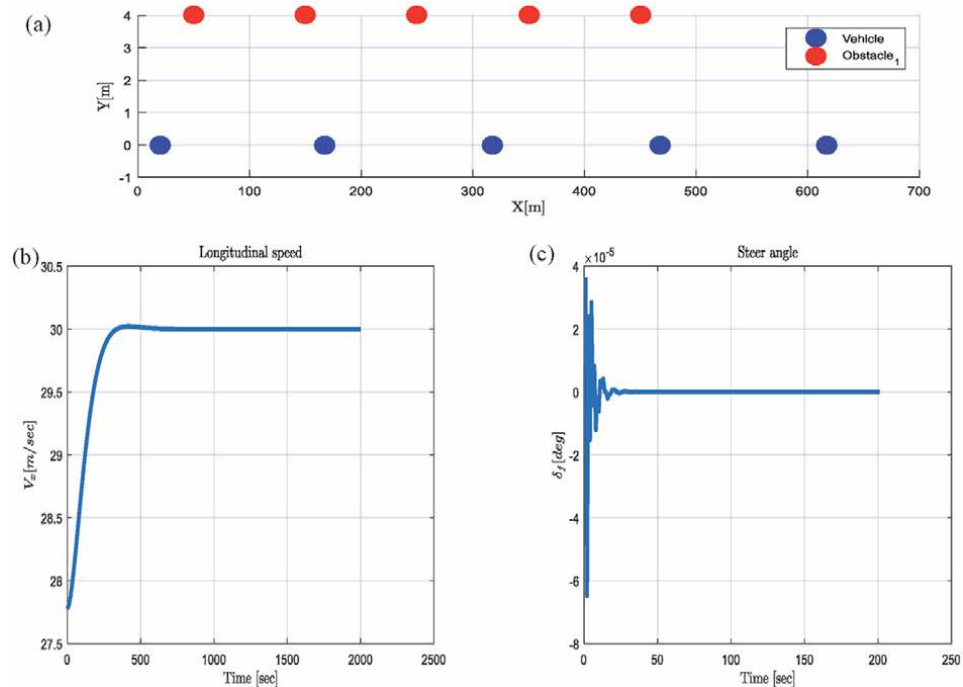 (a)
4
3
2
1
0
-1
Y[m]
Vehicle
Obstacle1
0 100 200 300 400 500 600 700
X[m]
(b)
Longitudinal speed
30.5
30
29.5
29
28.5
28
27.5
Vx[m/sec]
0 500 1000 1500 2000 2500
Time [sec]
(c)
Steer angle
×10-5
4
2
0
-2
-4
-6
-8
δf[deg]
0 50 100 150 200 250
Time [sec]